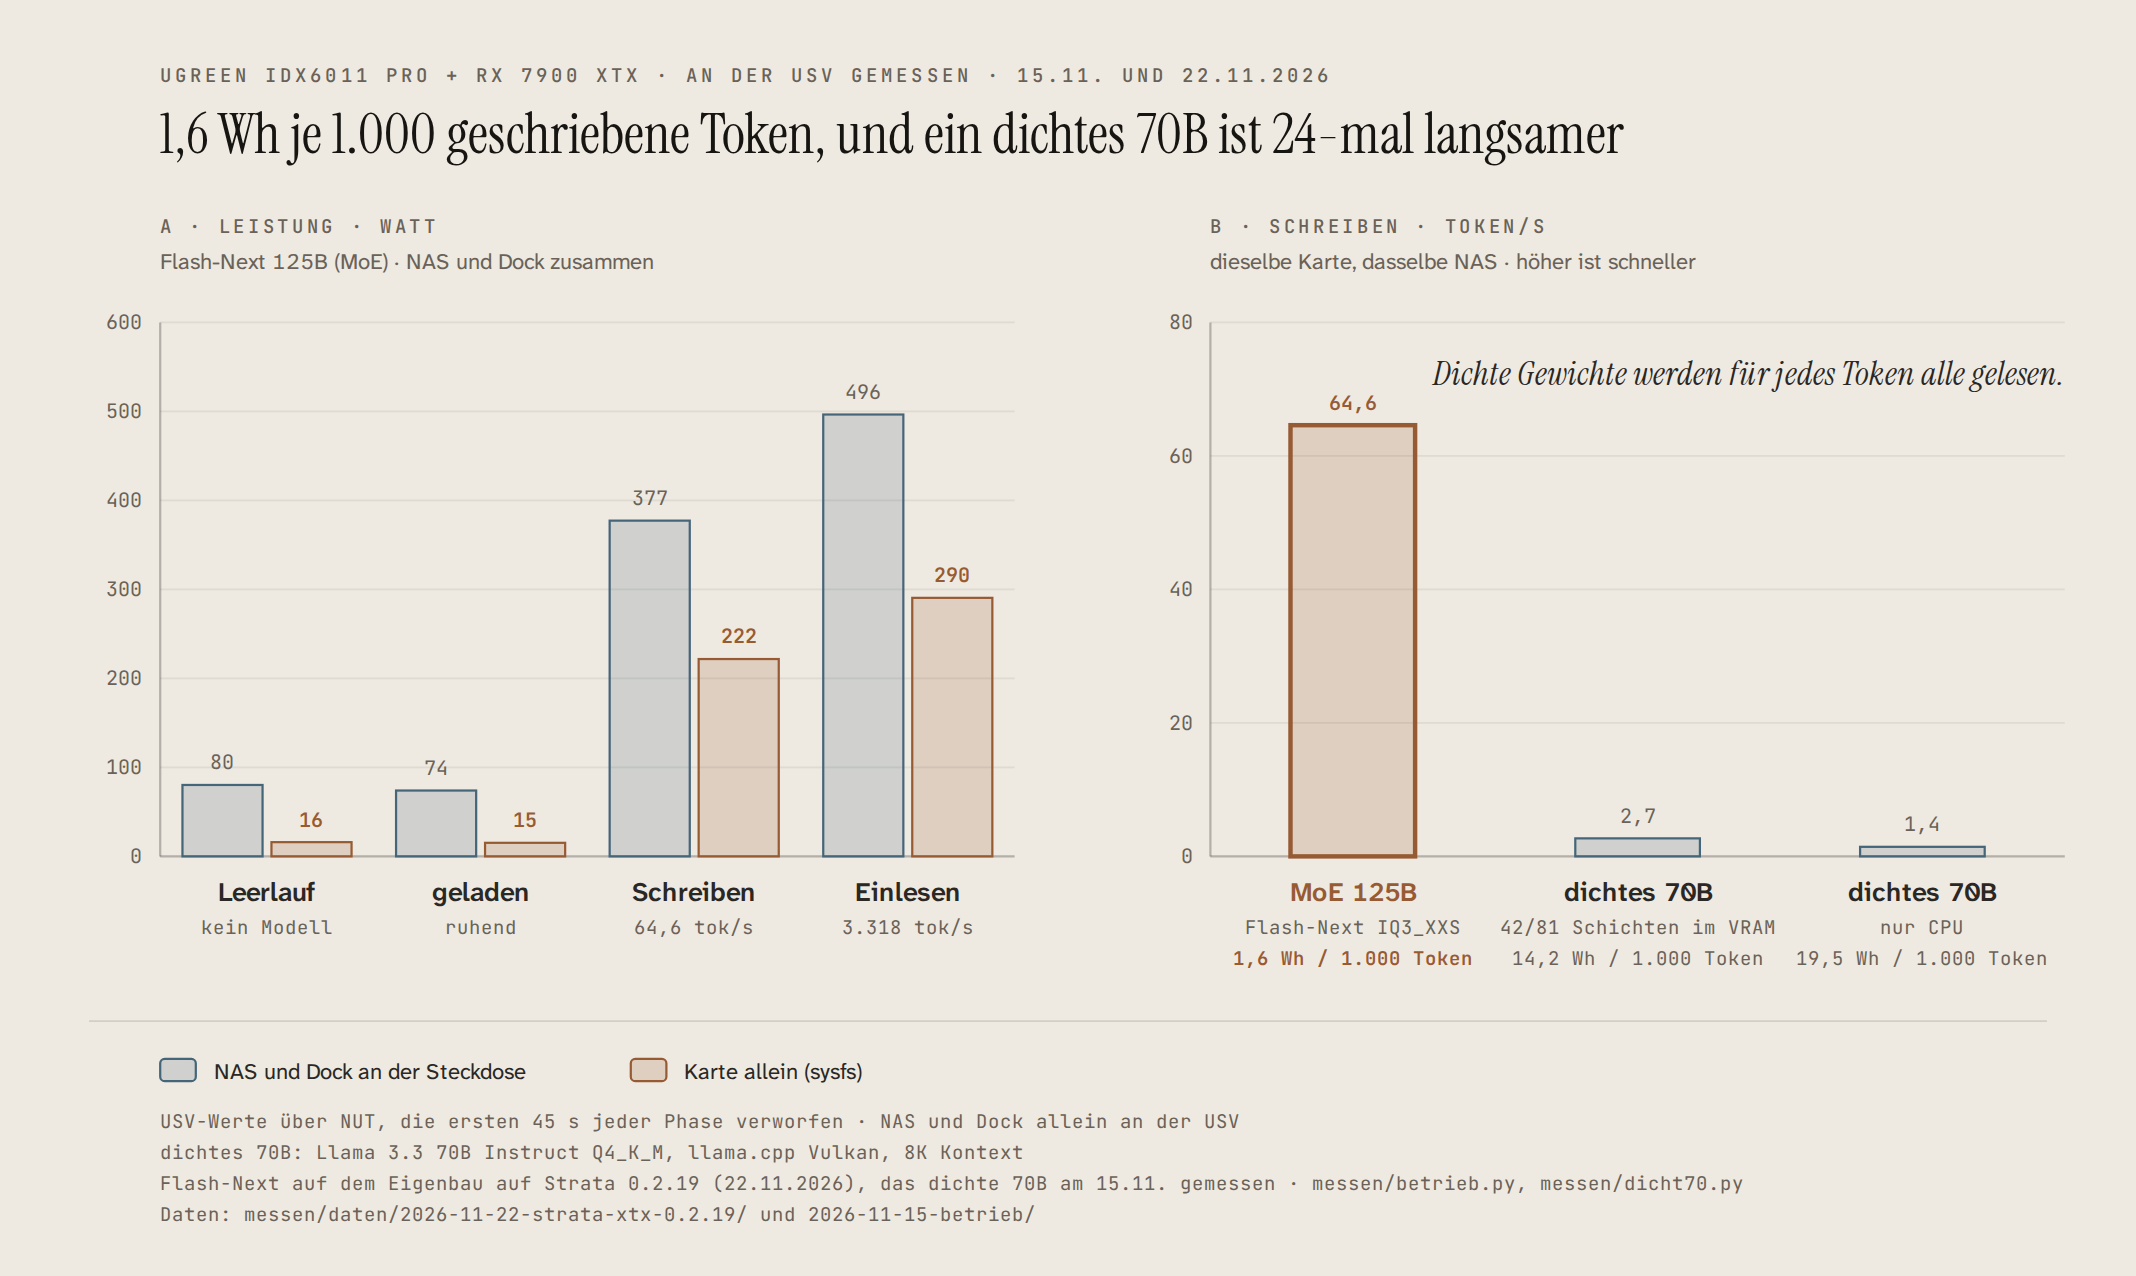 UGREEN IDX6011 PRO + RX 7900 XTX · AN DER USV GEMESSEN · 15.11. UND 22.11.2026
1,6 Wh je 1.000 geschriebene Token, und ein dichtes 70B ist 24-mal langsamer
A · LEISTUNG · WATT
Flash-Next 125B (MoE) · NAS und Dock zusammen
600
500
400
300
200
100
0
80
16
74
15
377
222
496
290
Leerlauf
kein Modell
geladen
ruhend
Schreiben
64,6 tok/s
Einlesen
3.318 tok/s
B · SCHREIBEN · TOKEN/S
dieselbe Karte, dasselbe NAS · höher ist schneller
80
60
40
20
0
Dichte Gewichte werden für jedes Token alle gelesen.
64,6
2,7
1,4
MoE 125B
Flash-Next IQ3_XXS
1,6 Wh / 1.000 Token
dichtes 70B
42/81 Schichten im VRAM
14,2 Wh / 1.000 Token
dichtes 70B
nur CPU
19,5 Wh / 1.000 Token
NAS und Dock an der Steckdose
Karte allein (sysfs)
USV-Werte über NUT, die ersten 45 s jeder Phase verworfen · NAS und Dock allein an der USV
dichtes 70B: Llama 3.3 70B Instruct Q4_K_M, llama.cpp Vulkan, 8K Kontext
Flash-Next auf dem Eigenbau auf Strata 0.2.19 (22.11.2026), das dichte 70B am 15.11. gemessen · messen/betrieb.py, messen/dicht70.py
Daten: messen/daten/2026-11-22-strata-xtx-0.2.19/ und 2026-11-15-betrieb/